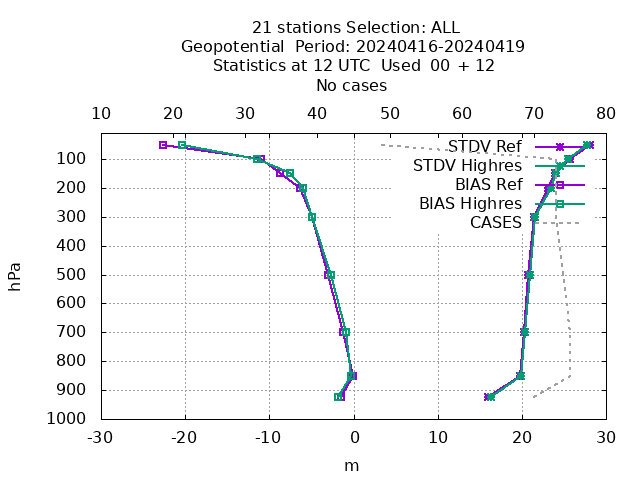 21 stations Selection: ALL
Geopotential  Period: 20240416-20240419
Statistics at 12 UTC  Used  00 + 12
No cases
10 20 30 40 50 60 70 80
STDV Ref
STDV Highres
BIAS Ref
BIAS Highres
CASES
100
200
300
400
500
600
700
800
900
1000
hPa
-30 -20 -10 0 10 20 30
m